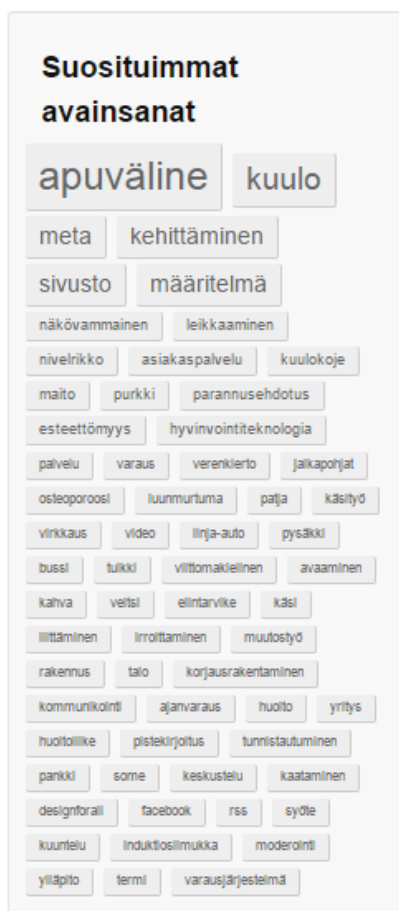 Suosituimmat
avainsanat
apuväline kuulo
meta kehittäminen
sivusto määritelmä
näkövammainen leikkaaminen
nivelrikko asiakaspalvelu kuulokoje
maito purkki parannusehdotus
esteettömyys hyvinvointiteknologia
palvelu varaus verenkierto jalkapohjat
osteoporoosi luunmurtuma patja käsityö
virkkaus video linja-auto pysäkki
bussi tulkki viittomakielinen avaaminen
kahva veitsi elintarvike käsi
liittäminen irroittaminen muutostyö
rakennus talo korjausrakentaminen
kommunikointi ajanvaraus huolto yritys
huoltoliike pistekirjoitus tunnistautuminen
pankki some keskustelu kaataminen
designforall facebook rss syöte
kuuntelu induktiosilmukka moderointi
ylläpito termi varausjärjestelmä